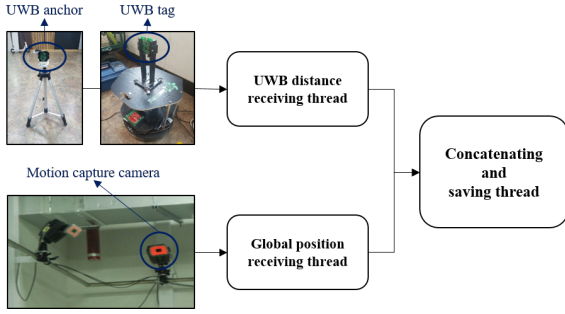 UWB anchor
UWB tag
UWB distance
receiving thread
Concatenating
and
saving thread
Motion capture camera
Global position
receiving thread